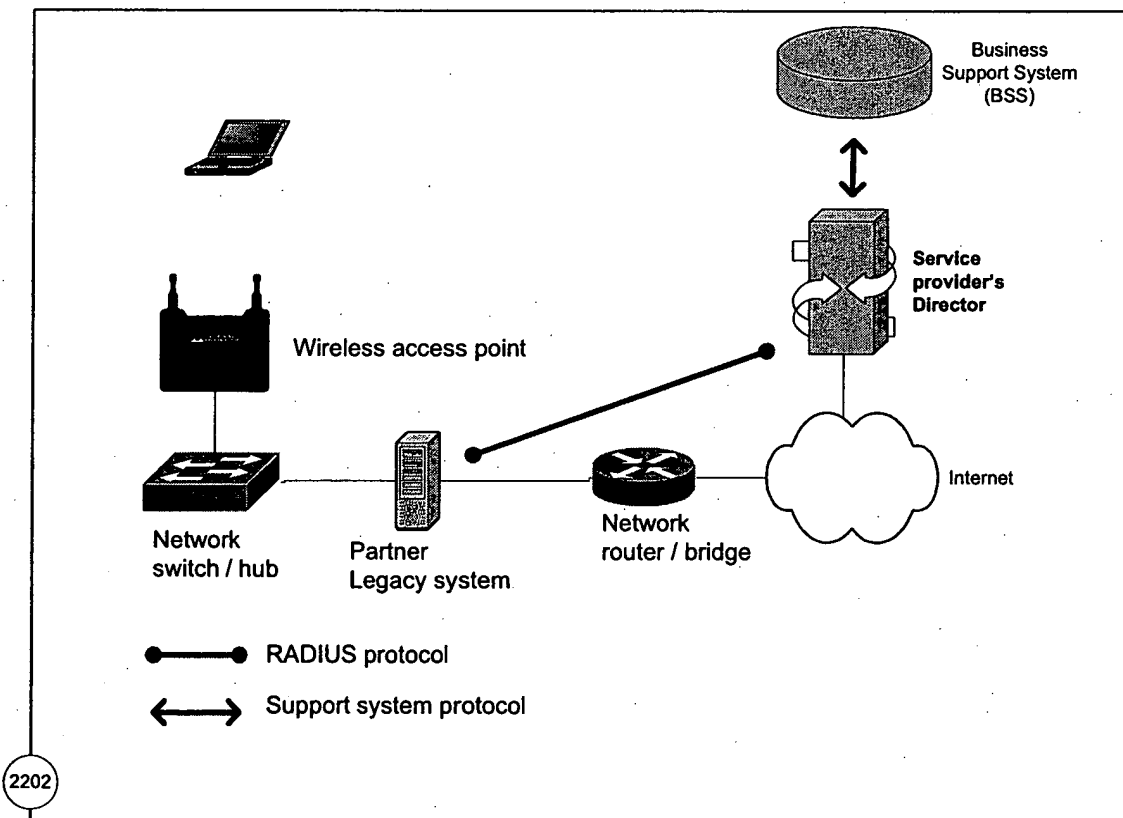 Business
Support System
(BSS)
Service
provider's
Director
Wireless access point
Internet
Network
switch / hub
Partner
Legacy system
Network
router / bridge
RADIUS protocol
Support system protocol
2202